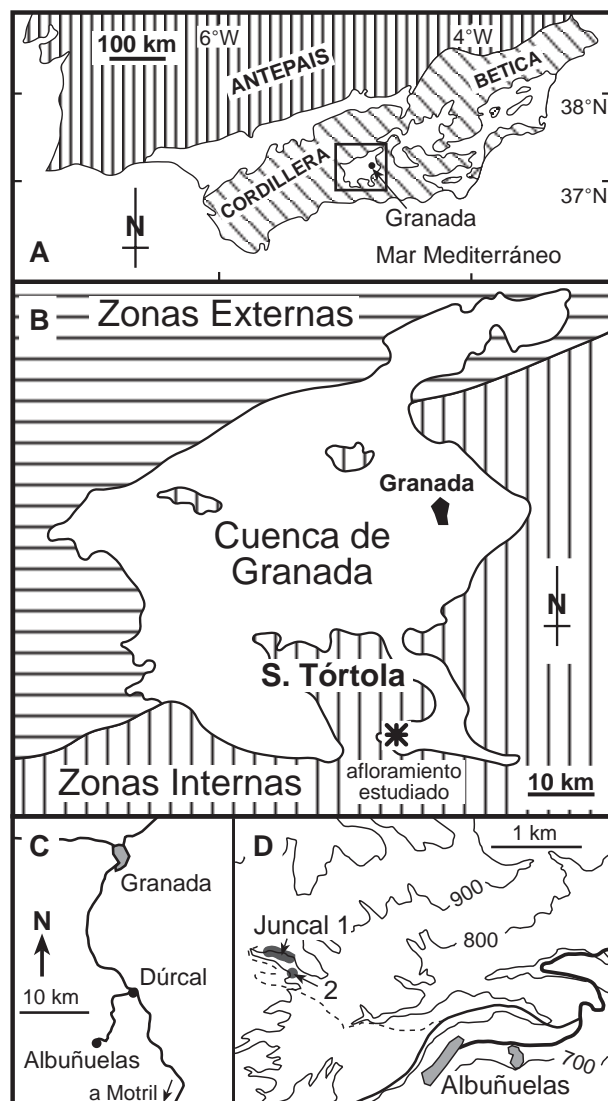 6°W
4°W
100 km
ANTEPAIS
BETICA
38°N
CORDILLERA
37°N
Granada
N
A
Mar Mediterráneo
B
Zonas Externas
Granada
Cuenca de
Granada
N
S. Tórtola
afloramiento
estudiado
Zonas Internas
10 km
C
Granada
N
10 km
Dúrcal
Albuñuelas
a Motril
D
1 km
900
Juncal 1
800
2
700
Albuñuelas